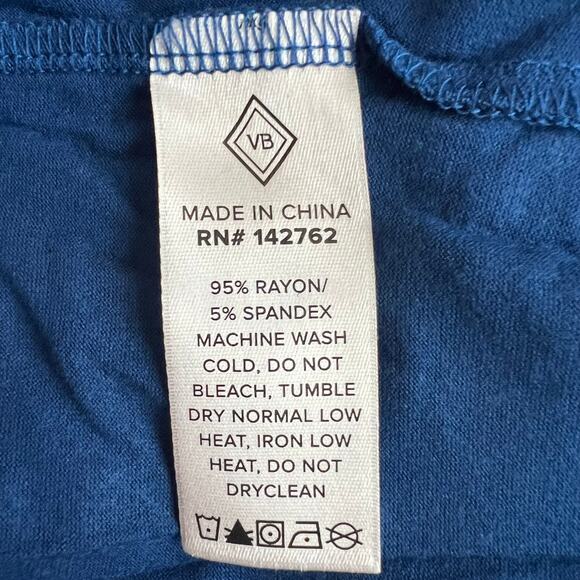 VB
MADE IN CHINA
RN# 142762
95% RAYON/
5% SPANDEX
MACHINE WASH
COLD, DO NOT
BLEACH, TUMBLE
DRY NORMAL LOW
HEAT, IRON LOW
HEAT, DO NOT
DRYCLEAN